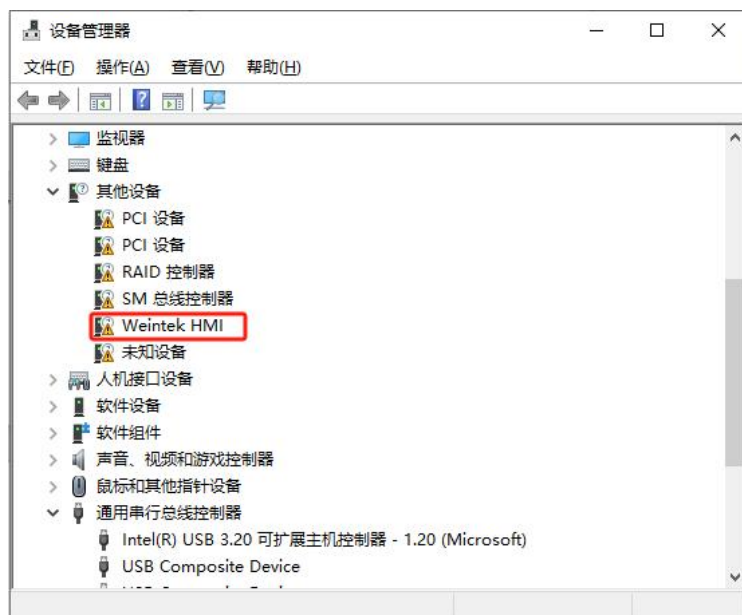 设备管理器
文件(F) 操作(A) 查看(V) 帮助(H)
监视器
键盘
其他设备
PCI 设备
PCI 设备
RAID 控制器
SM 总线控制器
Weintek HMI
未知设备
人机接口设备
软件设备
软件组件
声音、视频和游戏控制器
鼠标和其他指针设备
通用串行总线控制器
Intel(R) USB 3.20 可扩展主机控制器 - 1.20 (Microsoft)
USB Composite Device